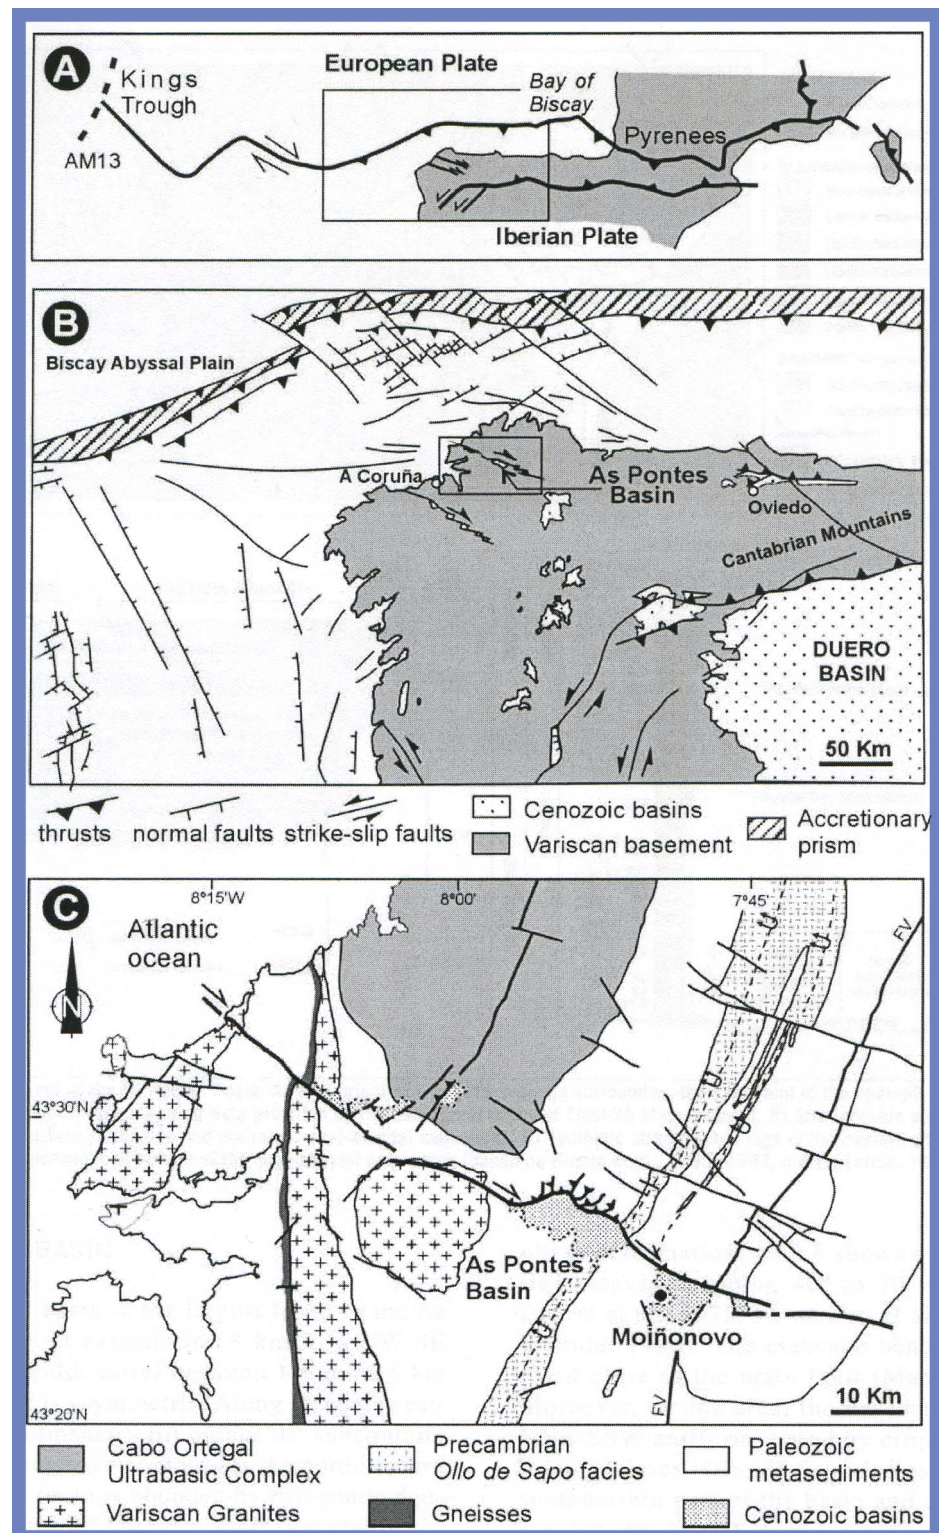 A
Kings
Trough
AM13
European Plate
Bay of
Biscay
Pyrenees
Iberian Plate
B
Biscay Abyssal Plain
A Coruña
As Pontes
Basin
Oviedo
Cantabrian Mountains
DUERO
BASIN
50 Km
thrusts
normal faults
strike-slip faults
Cenozoic basins
Variscan basement
Accretionary
prism
C
8°15'W
8°00'
7°45'
Atlantic
ocean
FV
N
43°30'N
As Pontes
Basin
Moiñonovo
FV
10 Km
43°20'N
Cabo Ortegal
Ultrabasic Complex
Precambrian
Ollo de Sapo facies
Paleozoic
metasediments
Variscan Granites
Gneisses
Cenozoic basins